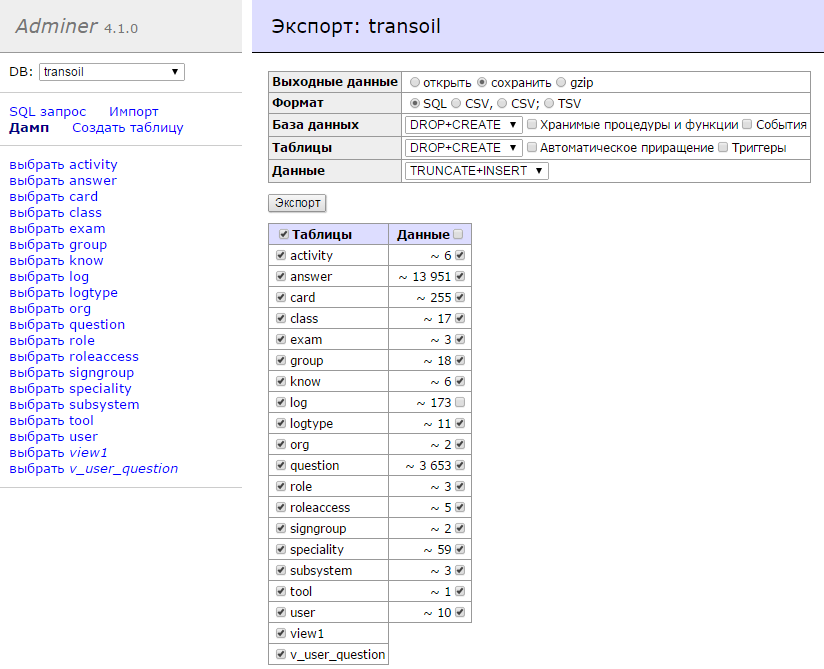 Adminer 4.1.0
DB: transoil
SQL запрос Импорт
Дамп Создать таблицу
выбрать activity
выбрать answer
выбрать card
выбрать class
выбрать exam
выбрать group
выбрать know
выбрать log
выбрать logtype
выбрать org
выбрать question
выбрать role
выбрать roleaccess
выбрать signgroup
выбрать speciality
выбрать subsystem
выбрать tool
выбрать user
выбрать view1
выбрать v_user_question
Экспорт: transoil
Выходные данные открыть сохранить gzip
Формат SQL CSV, CSV; TSV
База данных DROP+CREATE Хранимые процедуры и функции События
Таблицы DROP+CREATE Автоматическое приращение Триггеры
Данные TRUNCATE+INSERT
Экспорт
Таблицы Данные
activity ~ 6
answer ~ 13 951
card ~ 255
class ~ 17
exam ~ 3
group ~ 18
know ~ 6
log ~ 173
logtype ~ 11
org ~ 2
question ~ 3 653
role ~ 3
roleaccess ~ 5
signgroup ~ 2
speciality ~ 59
subsystem ~ 3
tool ~ 1
user ~ 10
view1
v_user_question